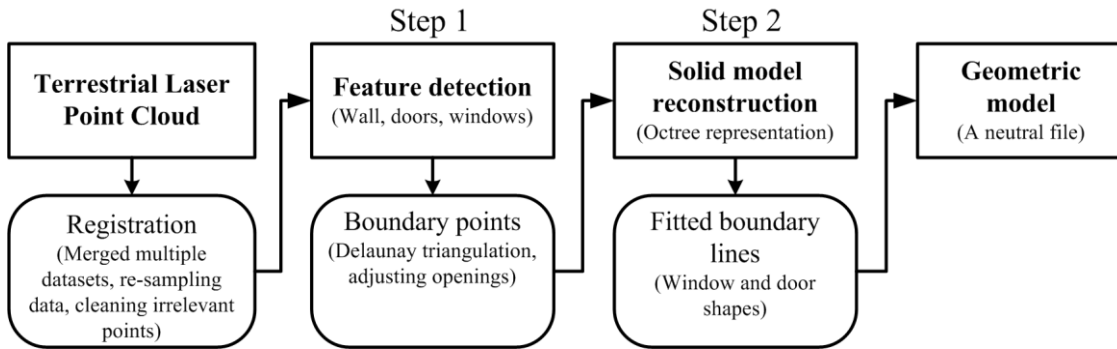 Step 1
Step 2
Terrestrial Laser
Point Cloud
Feature detection
(Wall, doors, windows)
Solid model
reconstruction
(Octree representation)
Geometric
model
(A neutral file)
Registration
(Merged multiple
datasets, re-sampling
data, cleaning irrelevant
points)
Boundary points
(Delaunay triangulation,
adjusting openings)
Fitted boundary
lines
(Window and door
shapes)